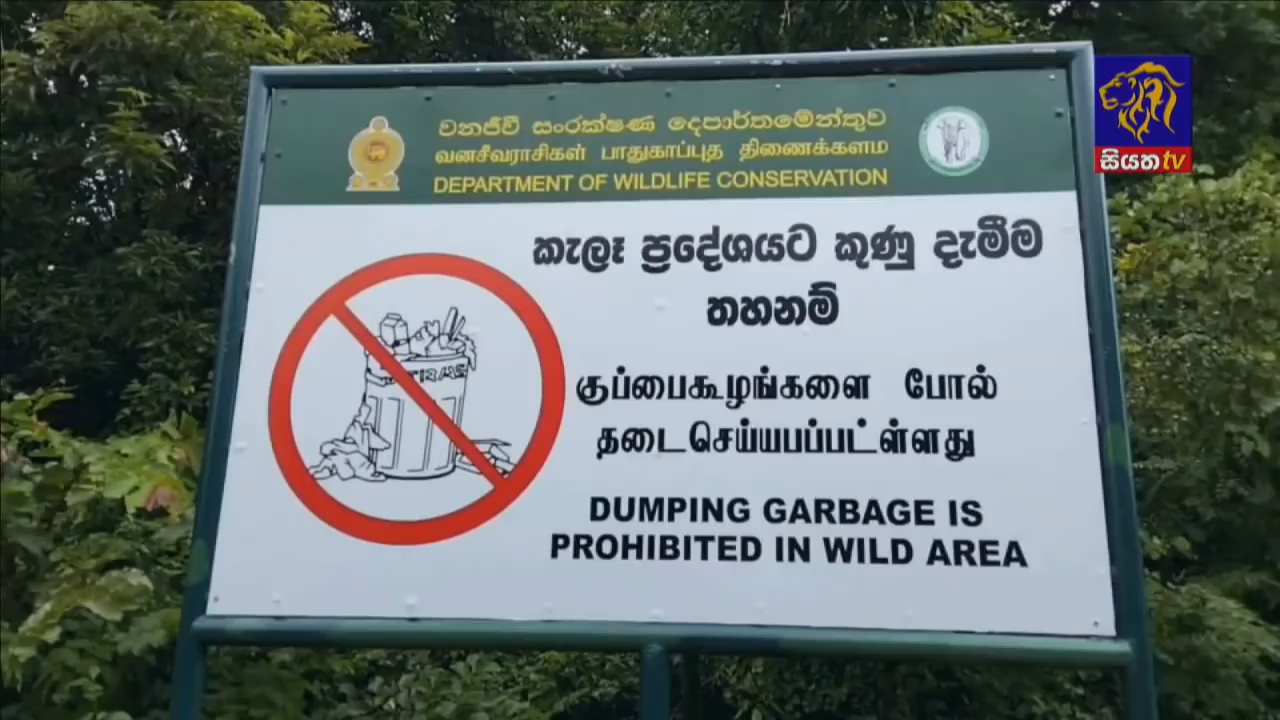 වනජීවී සංරක්ෂණ දෙපාර්තමේන්තුව
வனசீவராசிகள் பாதுகாப்புத திணைக்களம
DEPARTMENT OF WILDLIFE CONSERVATION
කැලෑ ප්‍රදේශයට කුණු දැමීම
තහනම්
குப்பைகூழங்களை போல்
தடைசெய்யபப்பட்ள்ளது
DUMPING GARBAGE IS
PROHIBITED IN WILD AREA
සියත tv